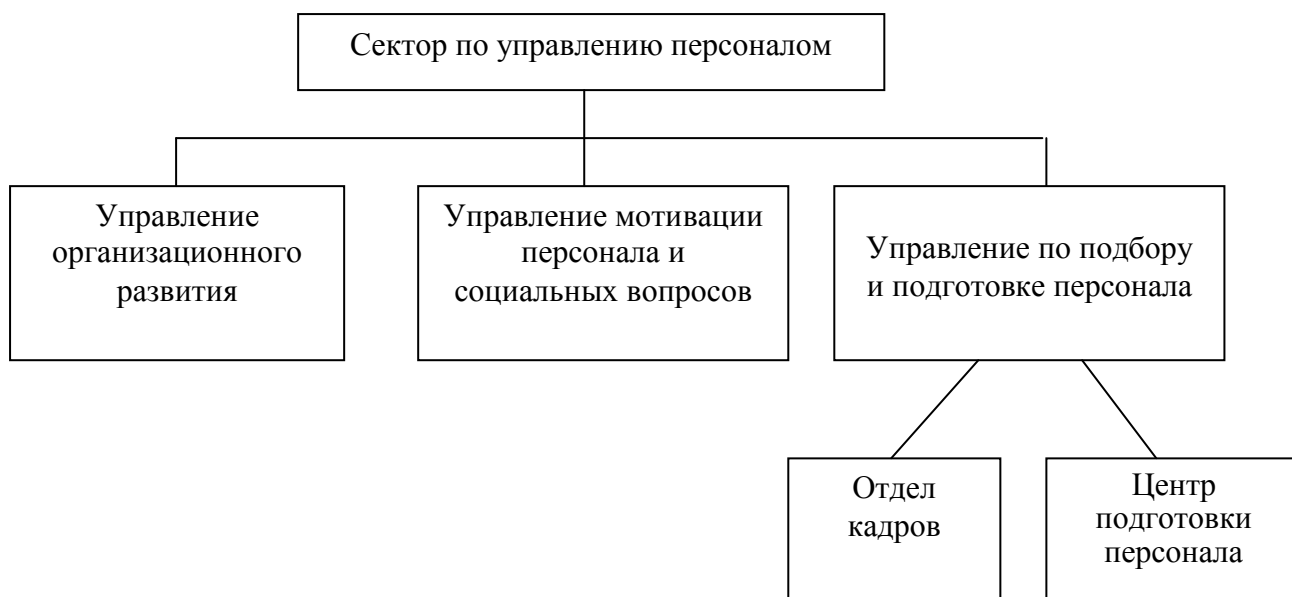 Сектор по управлению персоналом
Управление
организационного
развития
Управление мотивации
персонала и
социальных вопросов
Управление по подбору
и подготовке персонала
Отдел
кадров
Центр
подготовки
персонала